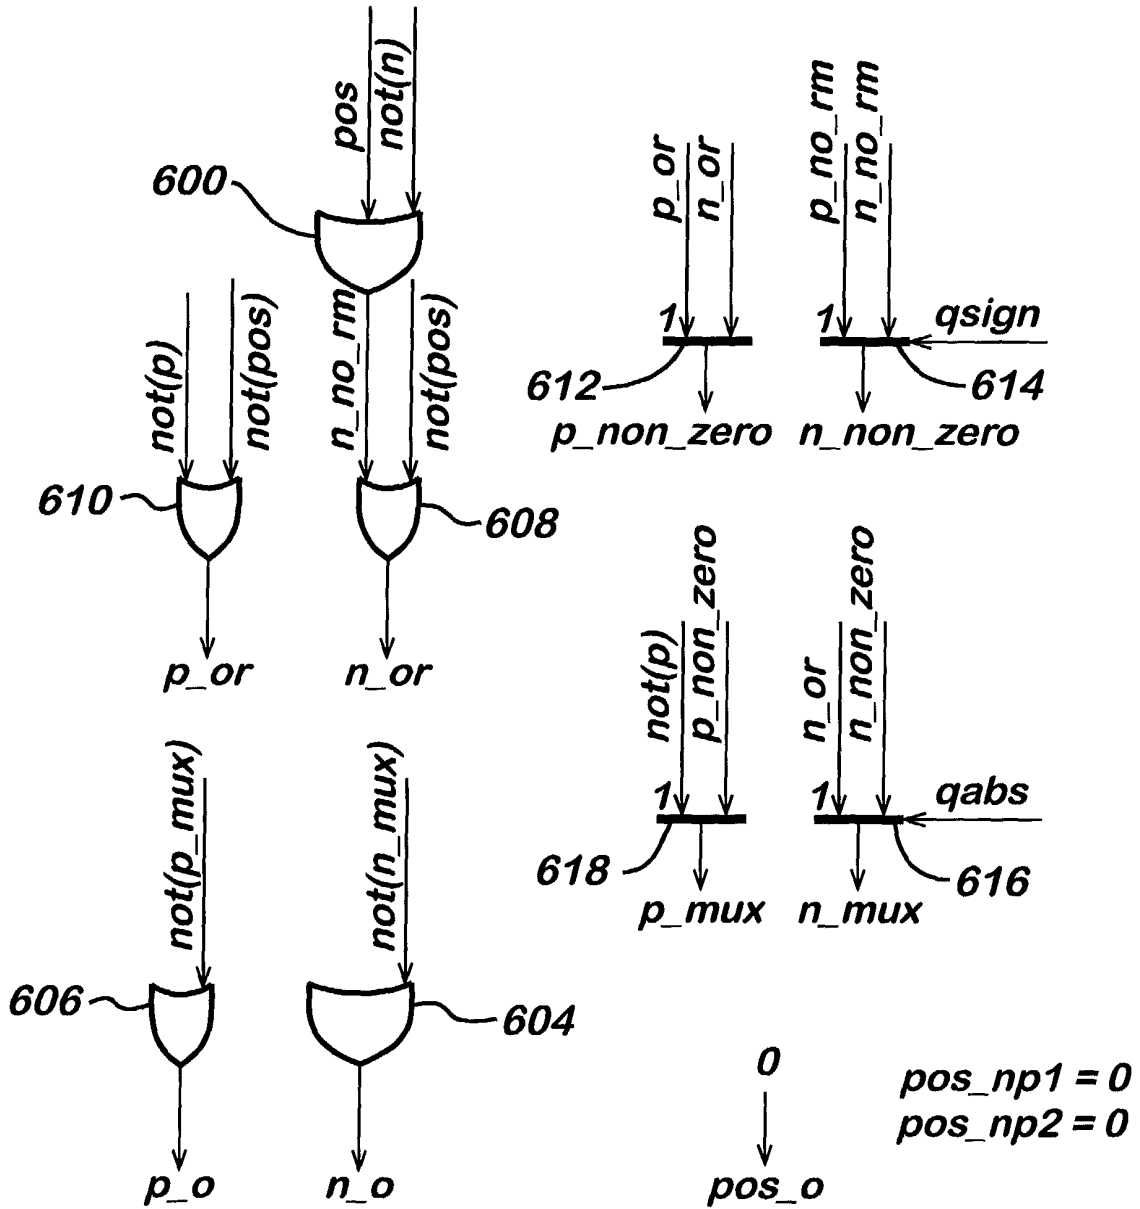 pos
not(n)
600
not(p)
not(pos)
n_no_rm
not(pos)
610
608
p_or
n_or
p_or
n_or
p_no_rm
n_no_rm
1
1
qsign
612
614
p_non_zero
n_non_zero
not(p)
p_non_zero
n_or
n_non_zero
1
1
qabs
618
616
p_mux
n_mux
not(p_mux)
not(n_mux)
606
604
p_o
n_o
0
pos_o
pos_np1 = 0
pos_np2 = 0